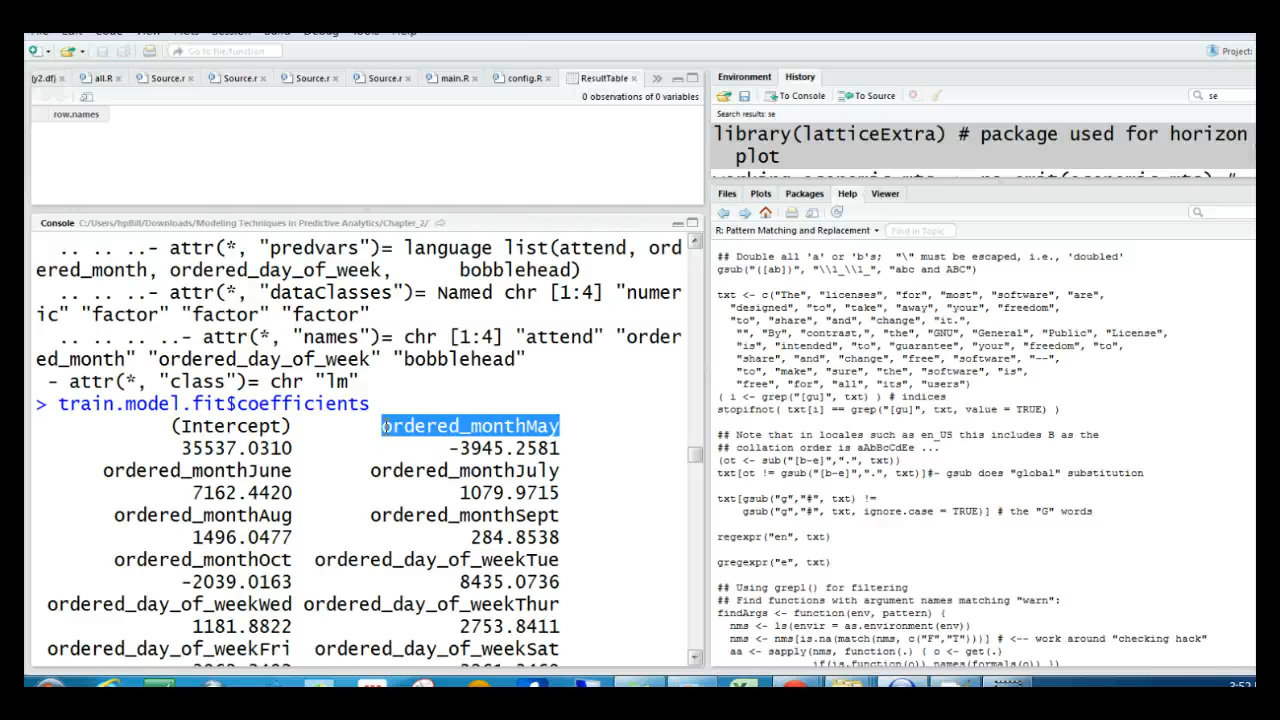 Go to file/function
Project:
y2.df) all.R Source.r Source.r Source.r Source.r main.R config.R ResultTable
0 observations of 0 variables
row.names
Environment History
To Console To Source se
Search results: se
library(latticeExtra) # package used for horizon
plot
Files Plots Packages Help Viewer
R: Pattern Matching and Replacement Find in Topic
Console C:/Users/hpBill/Downloads/Modeling Techniques in Predictive Analytics/Chapter_2/
.. .. ..- attr(*, "predvars")= language list(attend, ord
ered_month, ordered_day_of_week, bobblehead)
.. .. ..- attr(*, "dataClasses")= Named chr [1:4] "numer
ic" "factor" "factor" "factor"
.. .. .. ..- attr(*, "names")= chr [1:4] "attend" "order
ed_month" "ordered_day_of_week" "bobblehead"
- attr(*, "class")= chr "lm"
> train.model.fit$coefficients
(Intercept) ordered_monthMay
35537.0310 -3945.2581
ordered_monthJune ordered_monthJuly
7162.4420 1079.9715
ordered_monthAug ordered_monthSept
1496.0477 284.8538
ordered_monthOct ordered_day_of_weekTue
-2039.0163 8435.0736
ordered_day_of_weekWed ordered_day_of_weekThur
1181.8822 2753.8411
ordered_day_of_weekFri ordered_day_of_weekSat
## Double all 'a' or 'b's; "\" must be escaped, i.e., 'doubled'
gsub("([ab])", "\\1_\\1_", "abc and ABC")
txt <- c("The", "licenses", "for", "most", "software", "are",
"designed", "to", "take", "away", "your", "freedom",
"to", "share", "and", "change", "it.",
"", "By", "contrast,", "the", "GNU", "General", "Public", "License",
"is", "intended", "to", "guarantee", "your", "freedom", "to",
"share", "and", "change", "free", "software", "--",
"to", "make", "sure", "the", "software", "is",
"free", "for", "all", "its", "users")
( i <- grep("[gu]", txt) ) # indices
stopifnot( txt[i] == grep("[gu]", txt, value = TRUE) )
## Note that in locales such as en_US this includes B as the
## collation order is aAbBcCdEe ...
(ot <- sub("[b-e]",".", txt))
txt[ot != gsub("[b-e]",".", txt)]#- gsub does "global" substitution
txt[gsub("g","#", txt) !=
gsub("g","#", txt, ignore.case = TRUE)] # the "G" words
regexpr("en", txt)
gregexpr("e", txt)
## Using grepl() for filtering
## Find functions with argument names matching "warn":
findArgs <- function(env, pattern) {
nms <- ls(envir = as.environment(env))
nms <- nms[is.na(match(nms, c("F","T")))] # <-- work around "checking hack"
aa <- sapply(nms, function(.) { o <- get(.)
if(is.function(o)) names(formals(o)) })